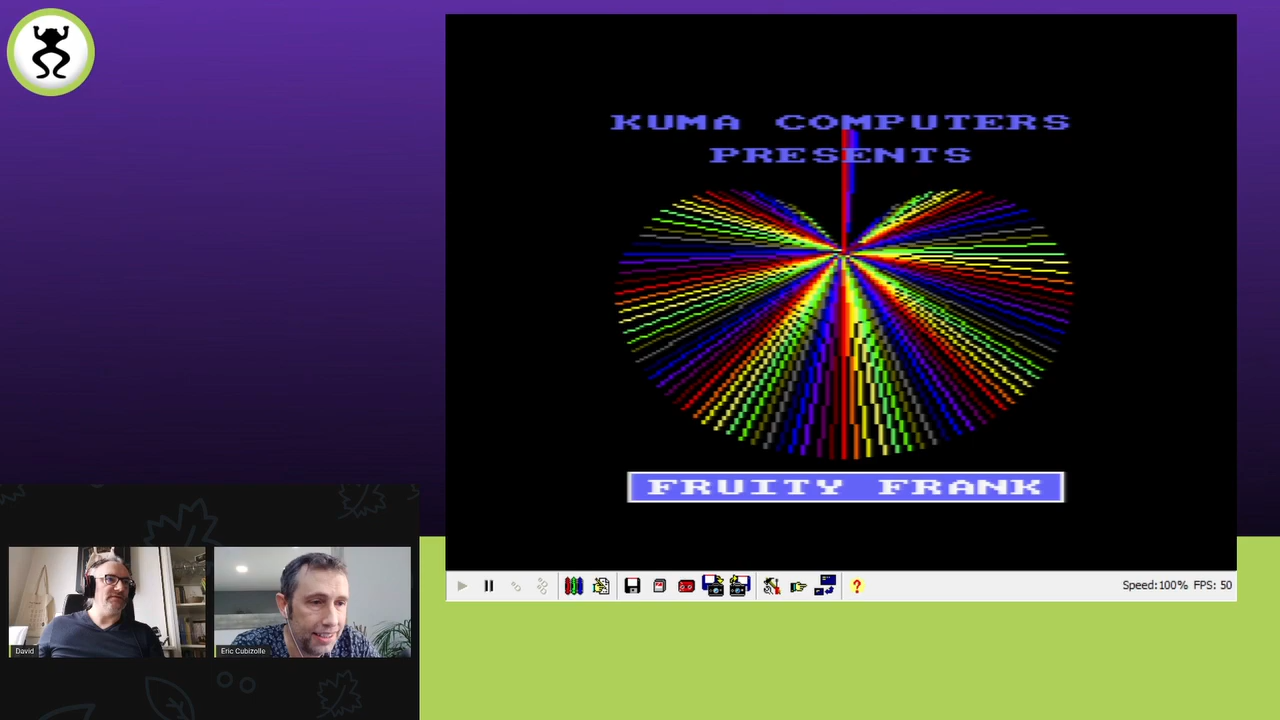 KUMA COMPUTERS
PRESENTS
FRUITY FRANK
Speed:100% FPS: 50
David
Eric Cubizolle